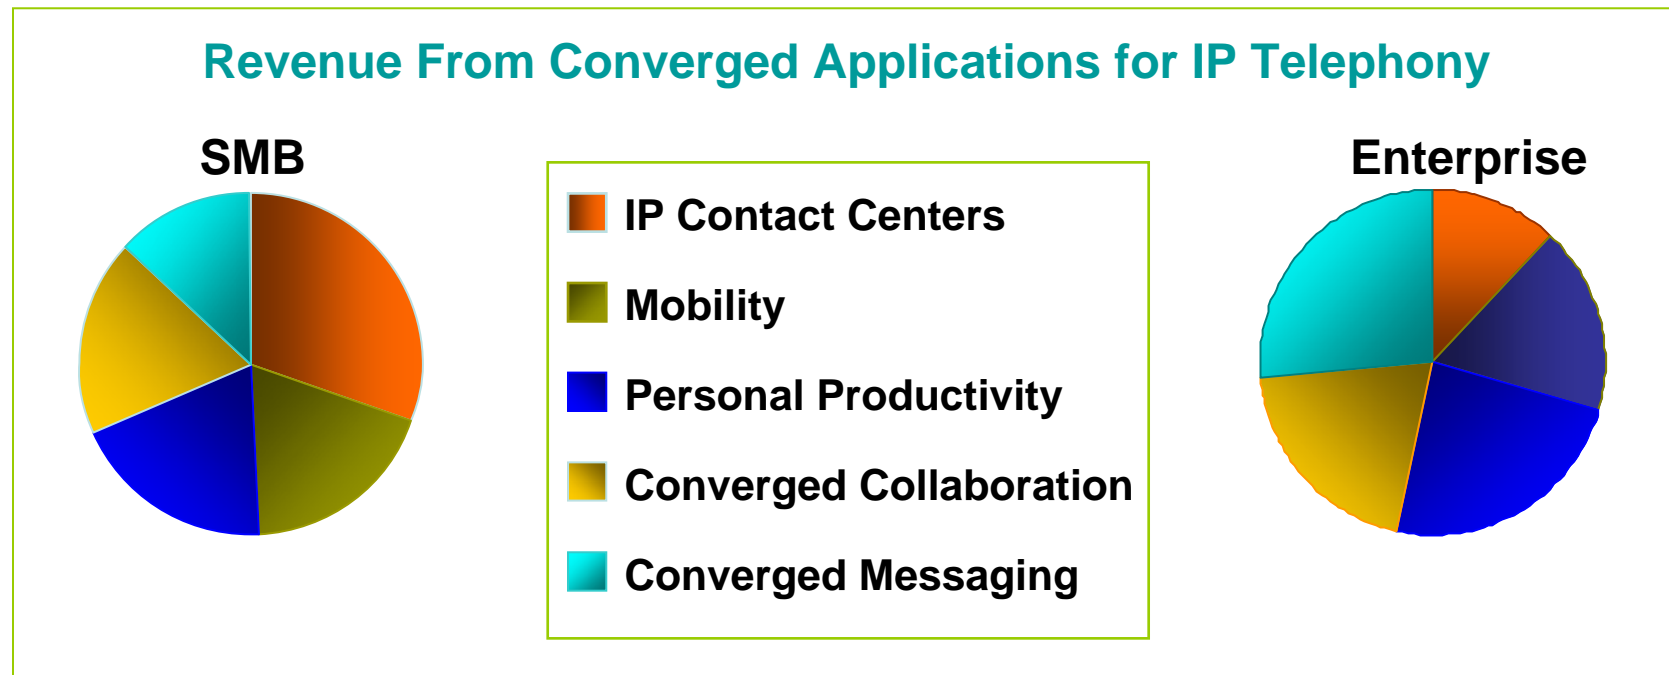 Revenue From Converged Applications for IP Telephony
SMB
Enterprise
IP Contact Centers
Mobility
Personal Productivity
Converged Collaboration
Converged Messaging